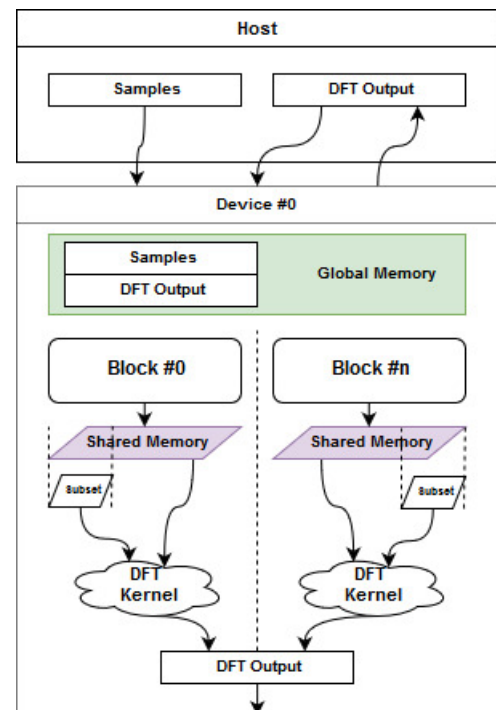 Host
Samples
DFT Output
Device #0
Samples
DFT Output
Global Memory
Block #0
Block #n
Shared Memory
Shared Memory
Subset
Subset
DFT
Kernel
DFT
Kernel
DFT Output